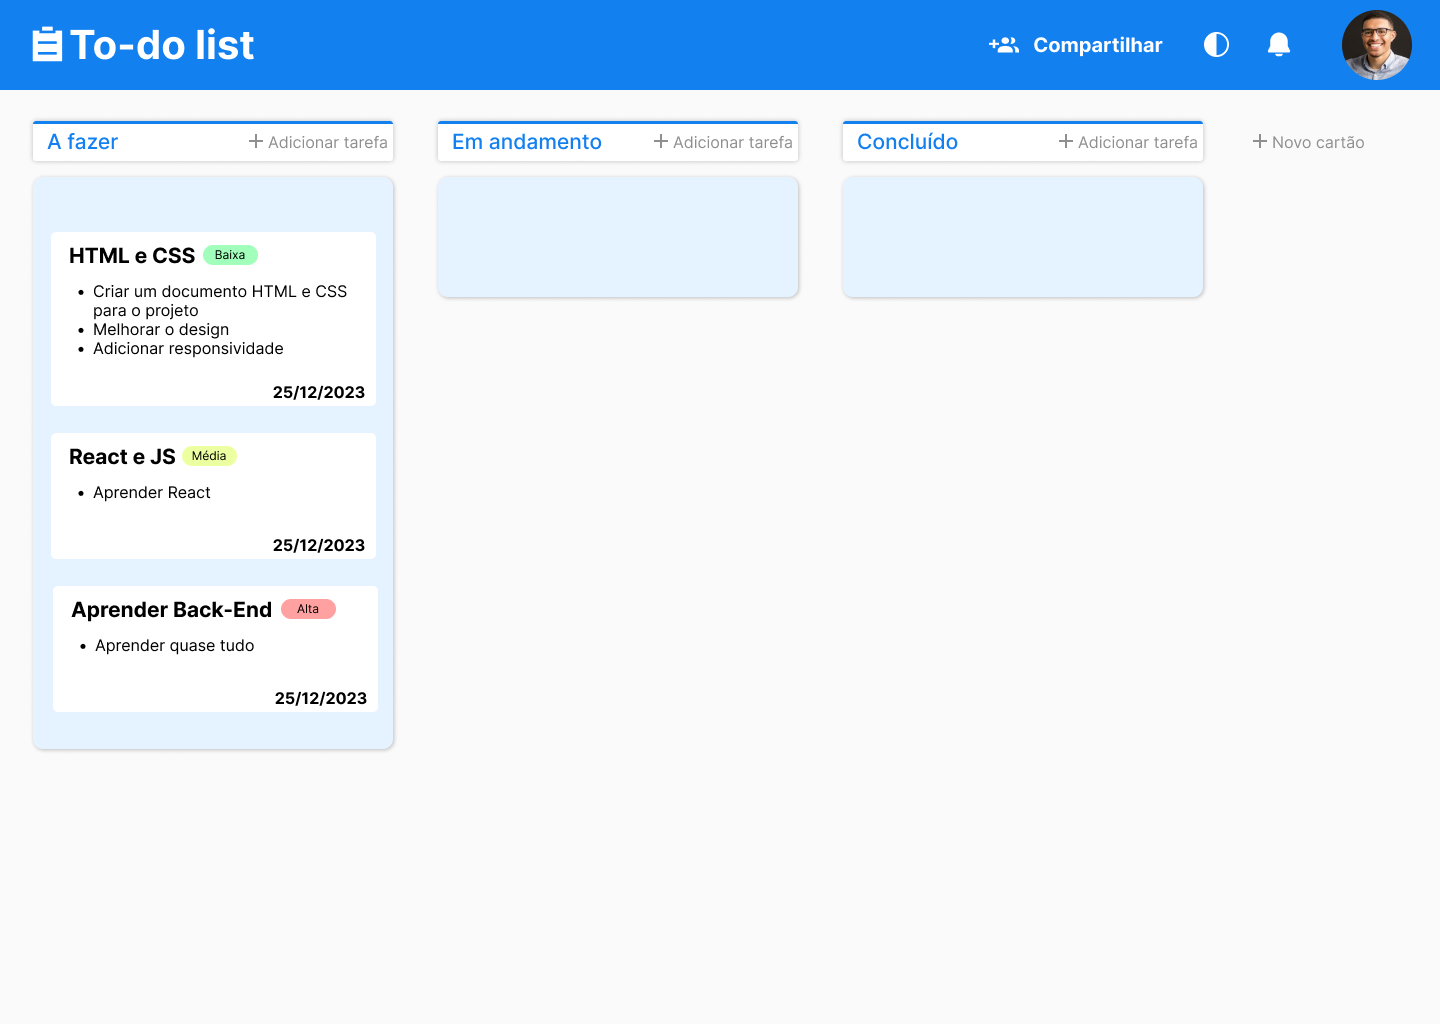 To-do list
Compartilhar
A fazer
Adicionar tarefa
Em andamento
Adicionar tarefa
Concluído
Adicionar tarefa
Novo cartão
HTML e CSS
Baixa
• Criar um documento HTML e CSS
para o projeto
• Melhorar o design
• Adicionar responsividade
25/12/2023
React e JS
Média
• Aprender React
25/12/2023
Aprender Back-End
Alta
• Aprender quase tudo
25/12/2023